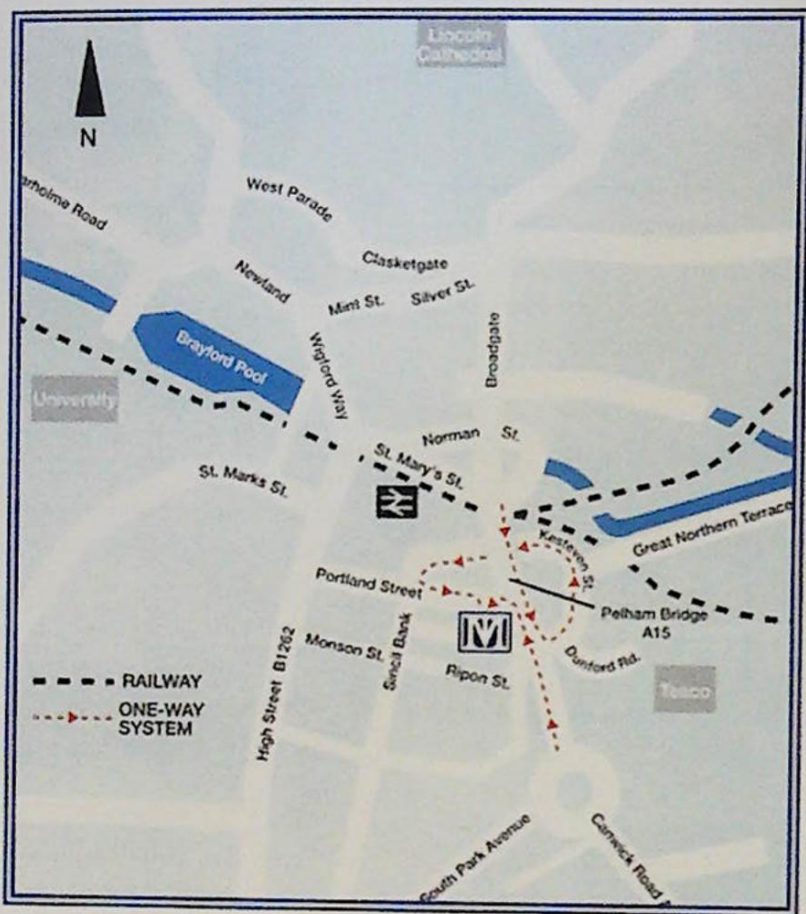 Lincoln
Cathedral
N
West Parade
Road
Clasketgate
Newland
Mint St.
Silver St.
Brayford Pool
Wigford Way
Broadgate
University
Norman St.
St. Mary's St.
St. Marks St.
Great Northern Terrace
Kesteven St.
Portland Street
Pelham Bridge
A15
Monson St.
Sincil Bank
High Street B1262
Ripon St.
Dunford Rd.
Tesco
RAILWAY
ONE-WAY
SYSTEM
South Park Avenue
Canwick Road